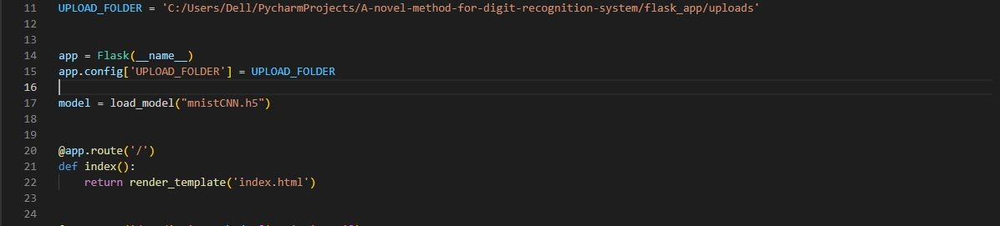 11 UPLOAD_FOLDER = 'C:/Users/Dell/PycharmProjects/A-novel-method-for-digit-recognition-system/flask_app/uploads'
12
13
14 app = Flask(__name__)
15 app.config['UPLOAD_FOLDER'] = UPLOAD_FOLDER
16
17 model = load_model("mnistCNN.h5")
18
19
20 @app.route('/')
21 def index():
22     return render_template('index.html')
23
24